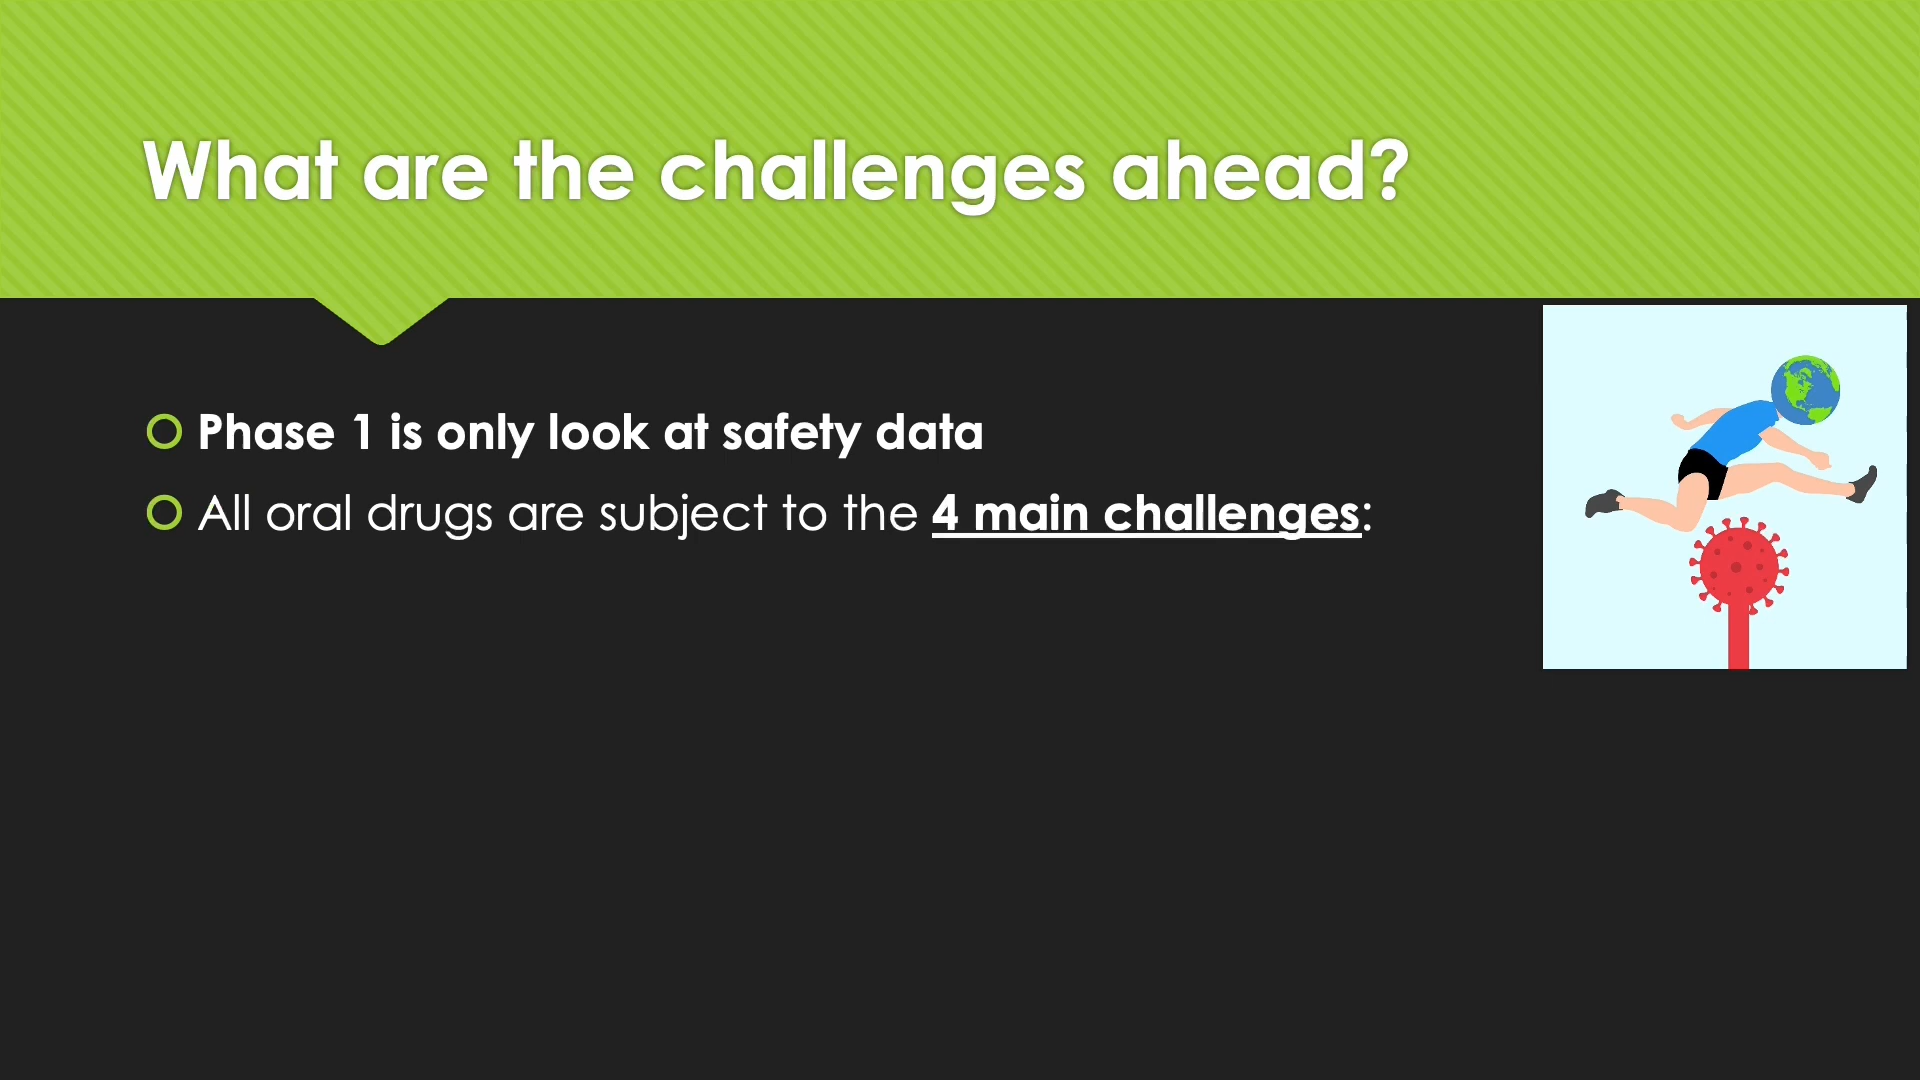 What are the challenges ahead?
Phase 1 is only look at safety data
All oral drugs are subject to the 4 main challenges: